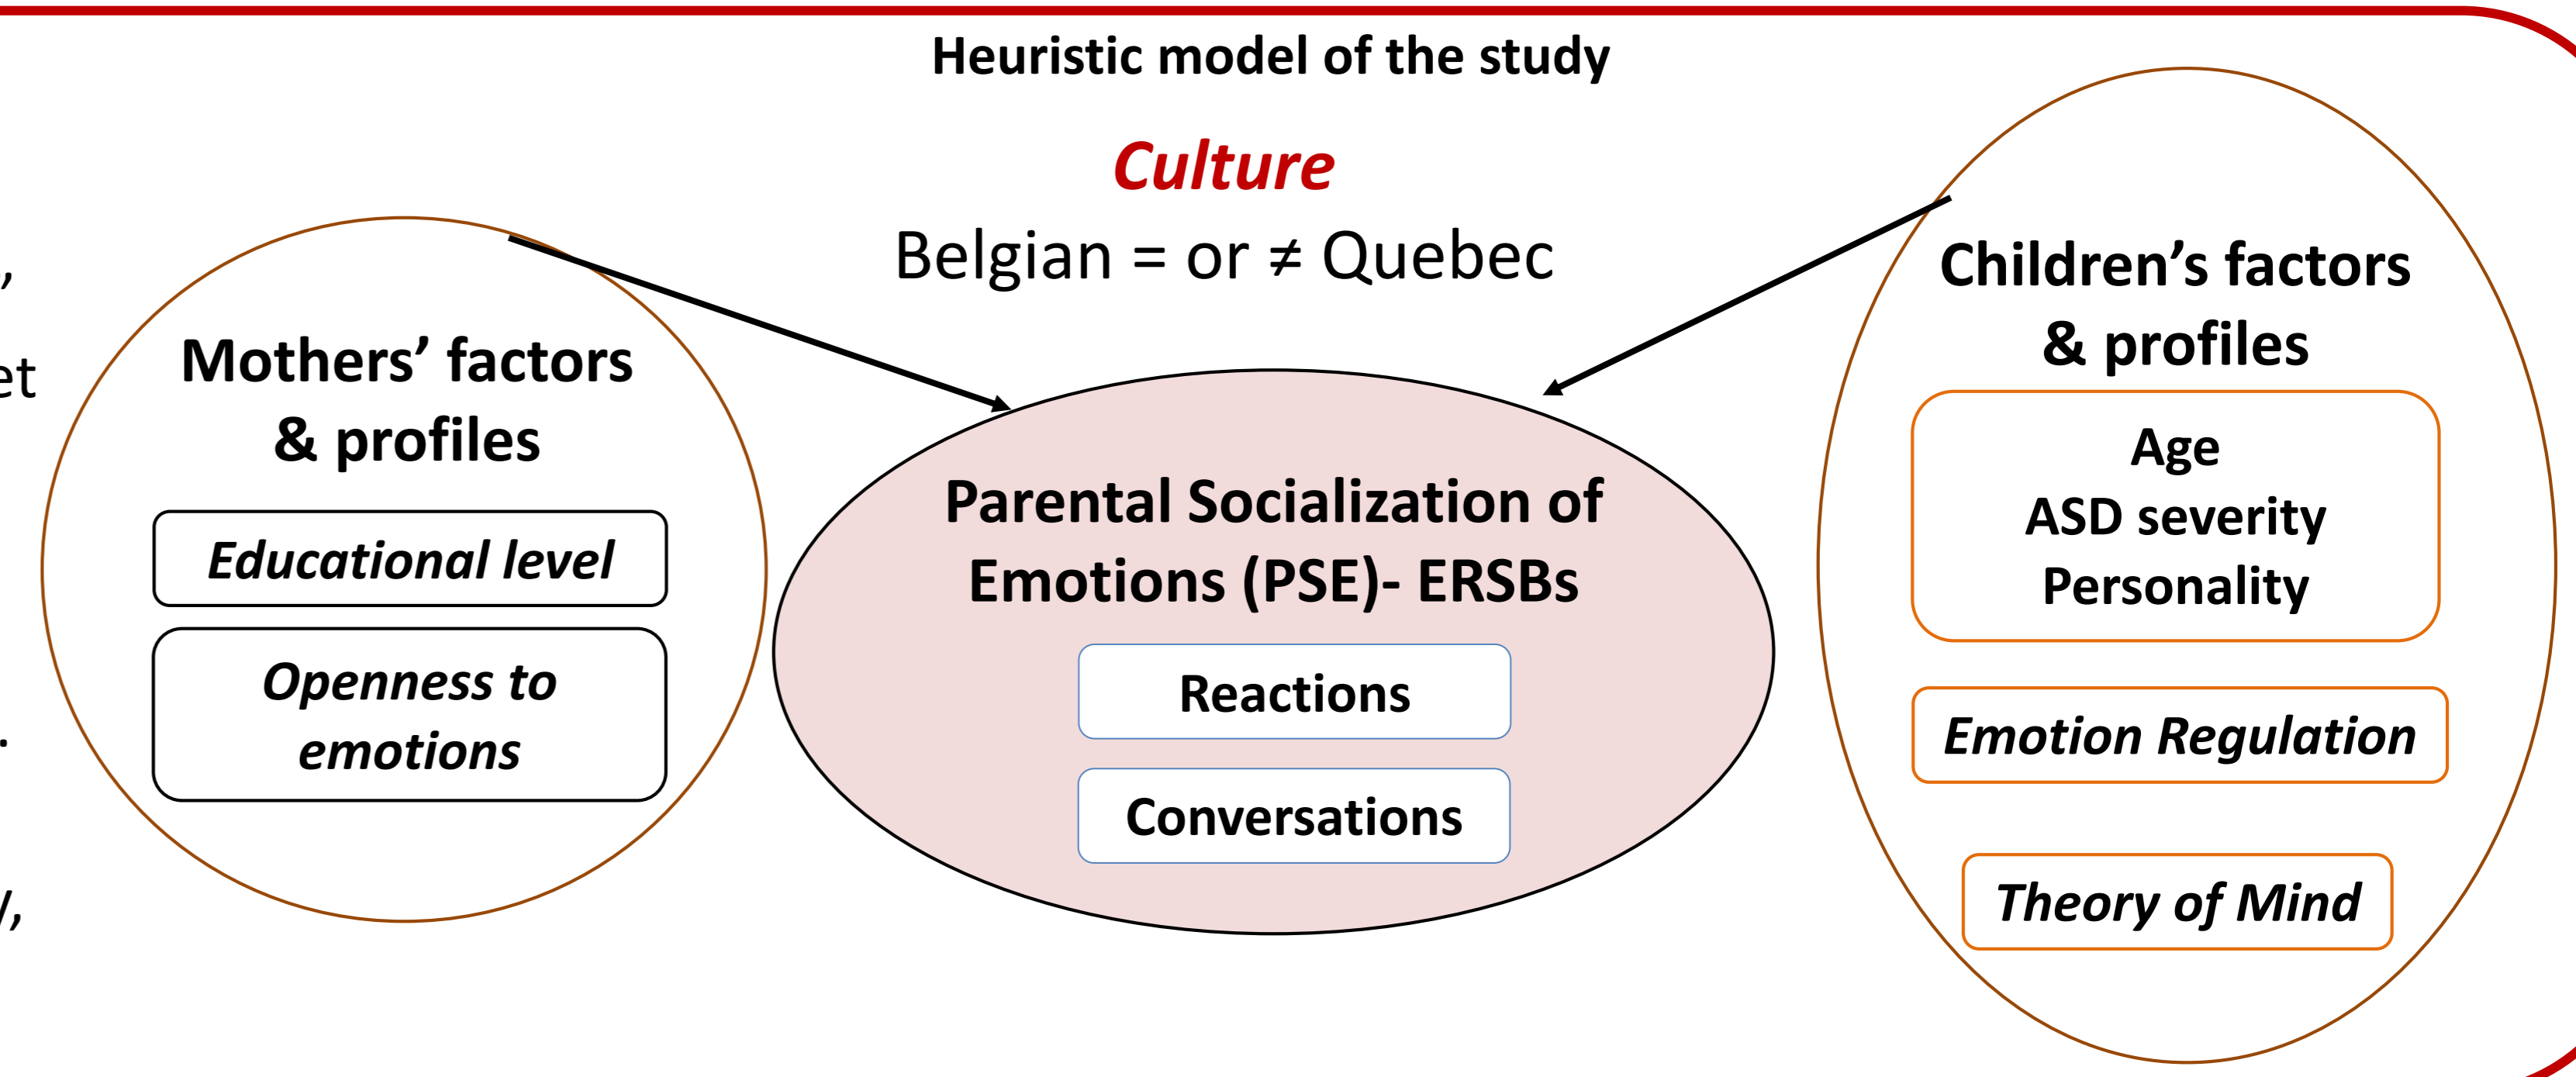 Heuristic model of the study
Culture
Belgian = or ≠ Quebec
Mothers’ factors
& profiles
Educational level
Openness to
emotions
Parental Socialization of
Emotions (PSE)- ERSBs
Reactions
Conversations
Children’s factors
& profiles
Age
ASD severity
Personality
Emotion Regulation
Theory of Mind